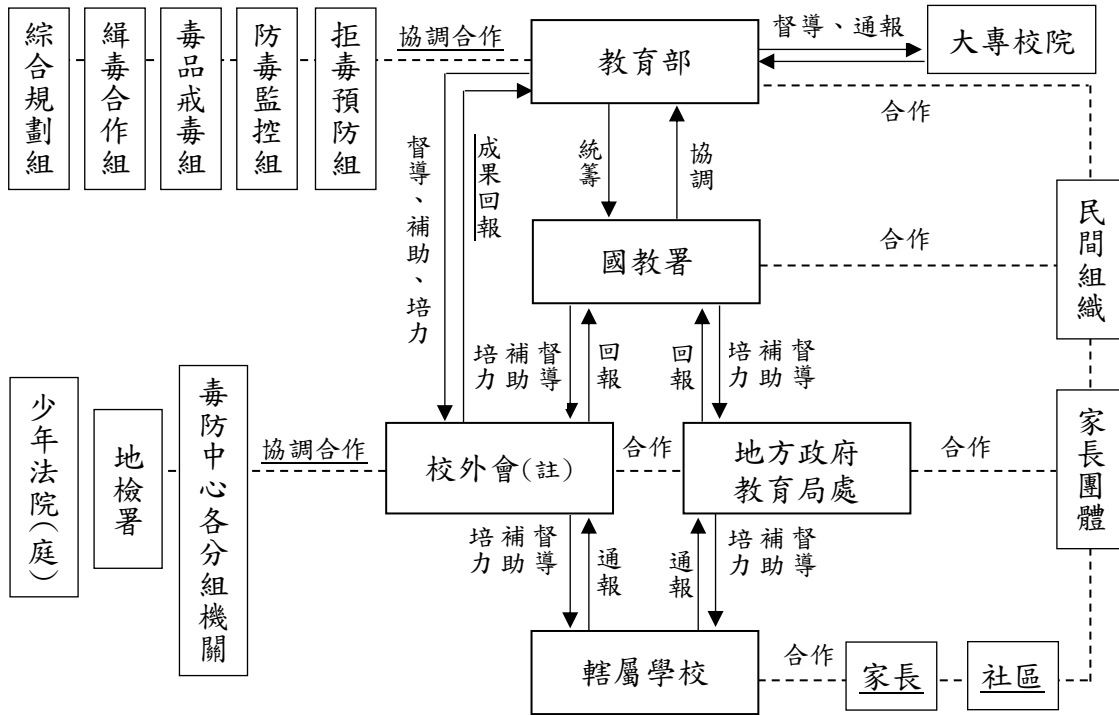 綜合規劃組
緝毒合作組
毒品戒毒組
防毒監控組
拒毒預防組
協調合作
教育部
督導、通報
大專校院
合作
督導、補助、培力
成果回報
統籌
協調
國教署
合作
民間組織
督導
補助
培力
回報
回報
督導
補助
培力
少年法院(庭)
地檢署
毒防中心各分組機關
協調合作
校外會(註)
合作
地方政府
教育局處
合作
家長團體
督導
補助
培力
通報
通報
督導
補助
培力
轄屬學校
合作
家長
社區